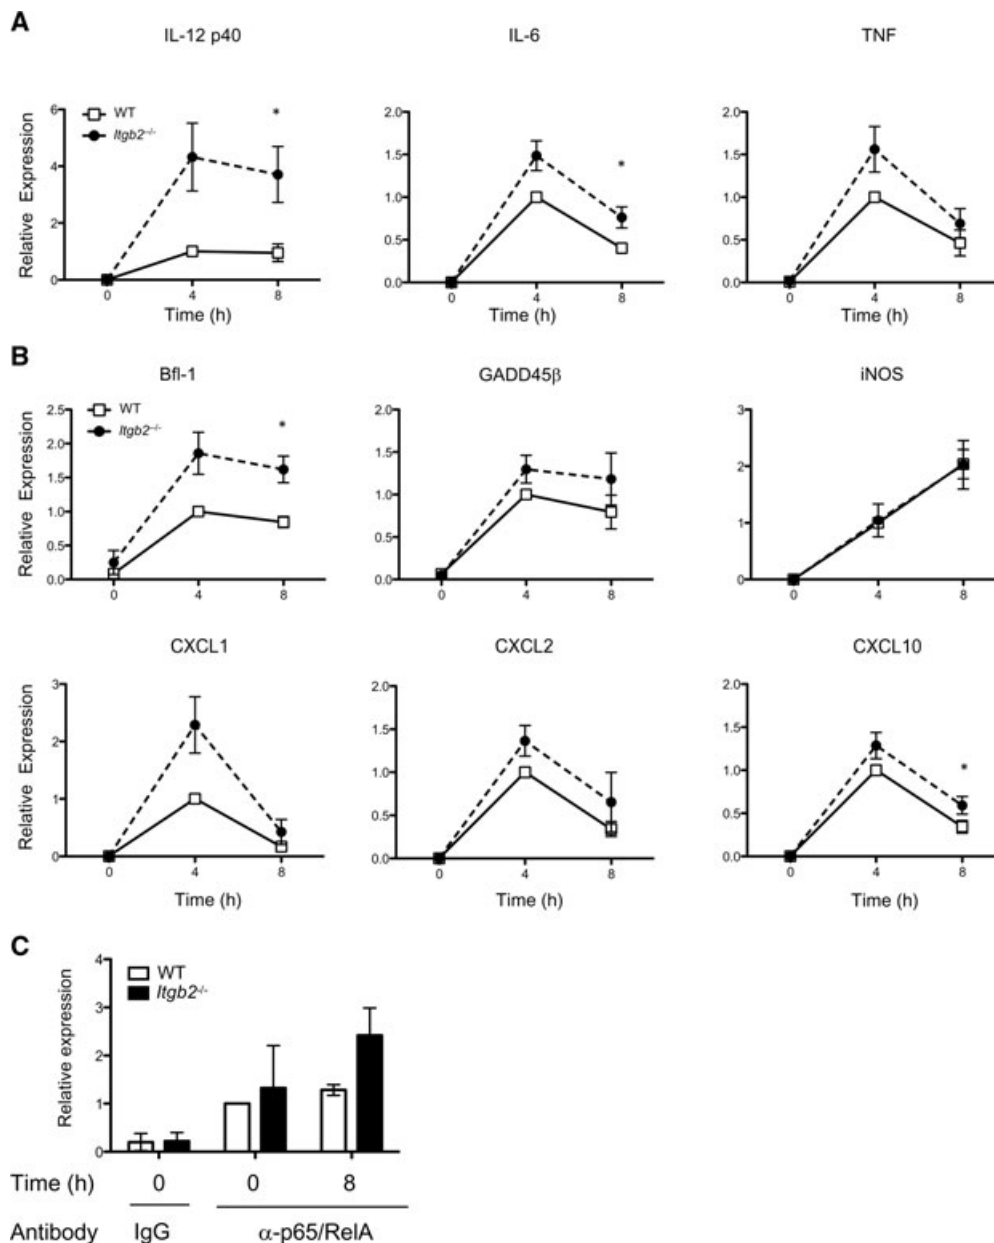 A
IL-12 p40 IL-6 TNF
Relative Expression
6
4
2
0
WT
Itgb2–/–
*
0 4 8
Time (h)
2.0
1.5
1.0
0.5
0.0
*
0 4 8
Time (h)
2.0
1.5
1.0
0.5
0.0
0 4 8
Time (h)
B
Bfl-1 GADD45β iNOS
Relative Expression
2.5
2.0
1.5
1.0
0.5
0.0
WT
Itgb2–/–
*
0 4 8
2.0
1.5
1.0
0.5
0.0
0 4 8
3
2
1
0
0 4 8
CXCL1 CXCL2 CXCL10
Relative Expression
3
2
1
0
0 4 8
Time (h)
2.0
1.5
1.0
0.5
0.0
0 4 8
Time (h)
2.0
1.5
1.0
0.5
0.0
*
0 4 8
Time (h)
C
Relative expression
4
3
2
1
0
WT
Itgb2-/-
Time (h) 0 0 8
Antibody IgG α-p65/RelA